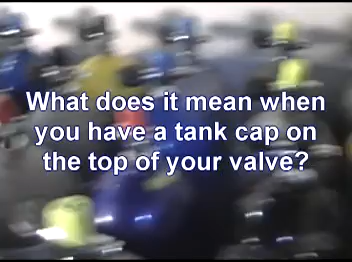 What does it mean when
you have a tank cap on
the top of your valve?